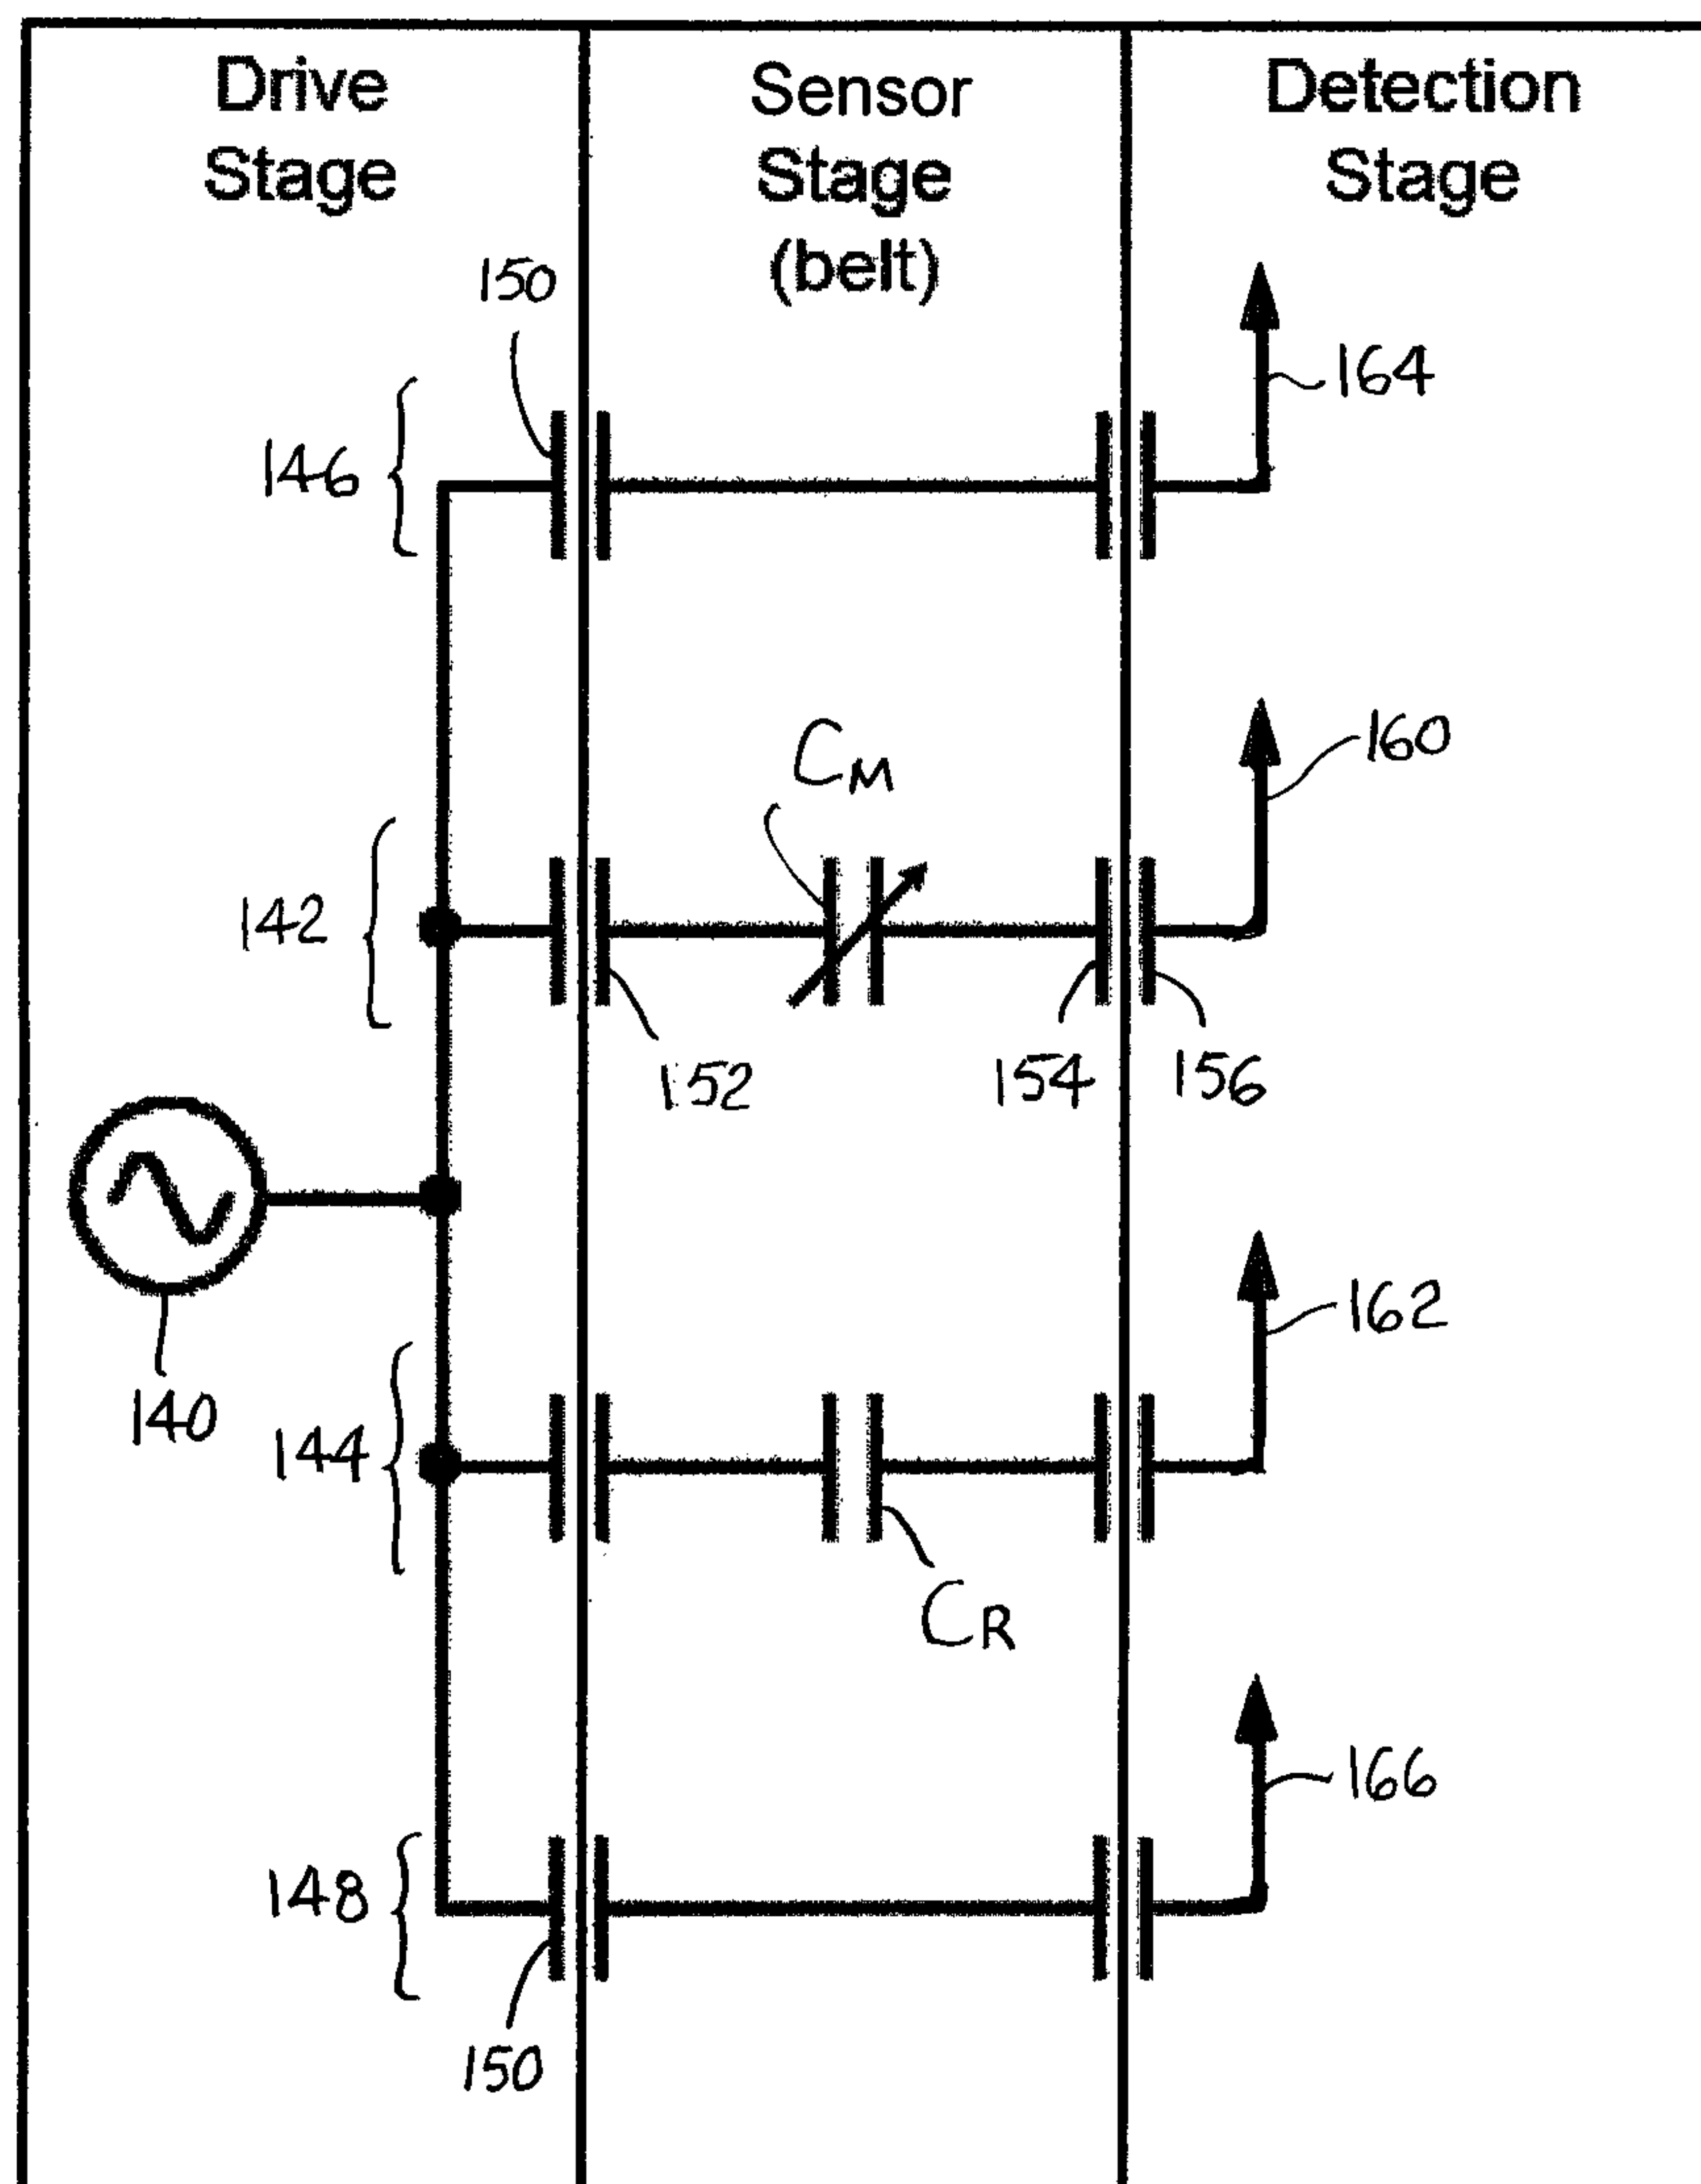 Drive
Stage
Sensor
Stage
(belt)
Detection
Stage
150
146
164
142
CM
160
152
154
156
140
144
162
CR
148
166
150